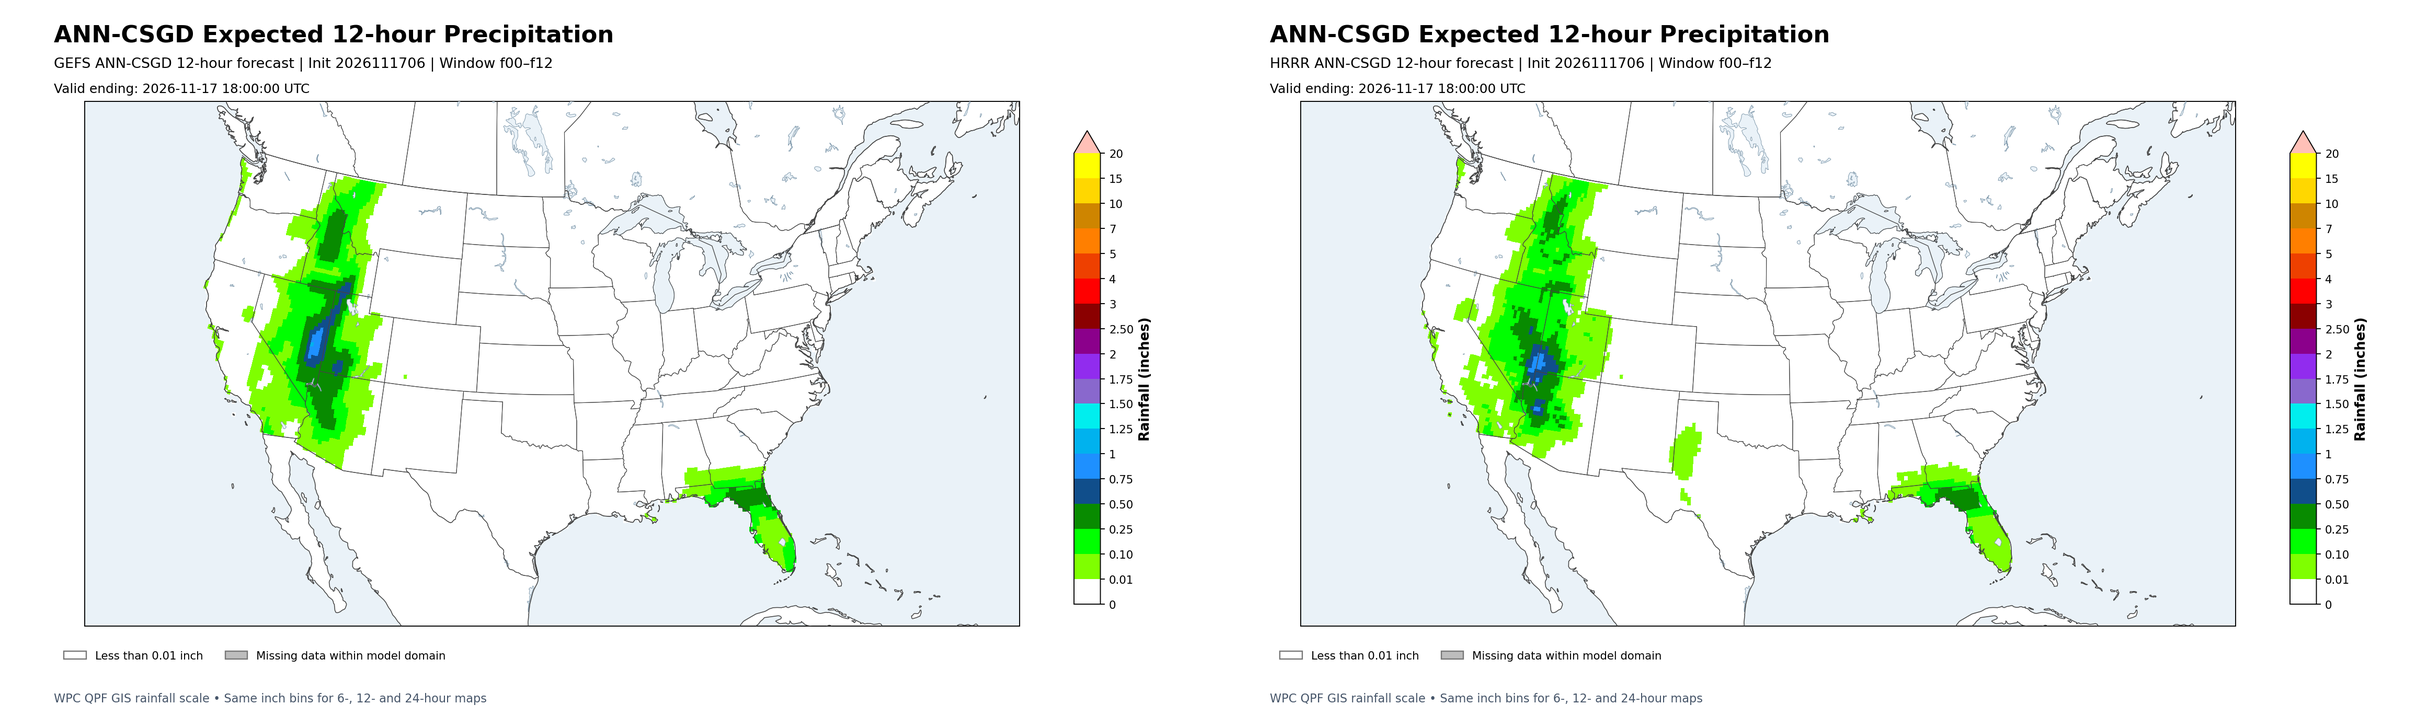 ANN-CSGD Expected 12-hour Precipitation
GEFS ANN-CSGD 12-hour forecast | Init 2026111706 | Window f00–f12
Valid ending: 2026-11-17 18:00:00 UTC
20
15
10
7
5
4
3
2.50
2
1.75
1.50
1.25
1
0.75
0.50
0.25
0.10
0.01
0
Rainfall (inches)
Less than 0.01 inch
Missing data within model domain
WPC QPF GIS rainfall scale • Same inch bins for 6-, 12- and 24-hour maps
ANN-CSGD Expected 12-hour Precipitation
HRRR ANN-CSGD 12-hour forecast | Init 2026111706 | Window f00–f12
Valid ending: 2026-11-17 18:00:00 UTC
20
15
10
7
5
4
3
2.50
2
1.75
1.50
1.25
1
0.75
0.50
0.25
0.10
0.01
0
Rainfall (inches)
Less than 0.01 inch
Missing data within model domain
WPC QPF GIS rainfall scale • Same inch bins for 6-, 12- and 24-hour maps